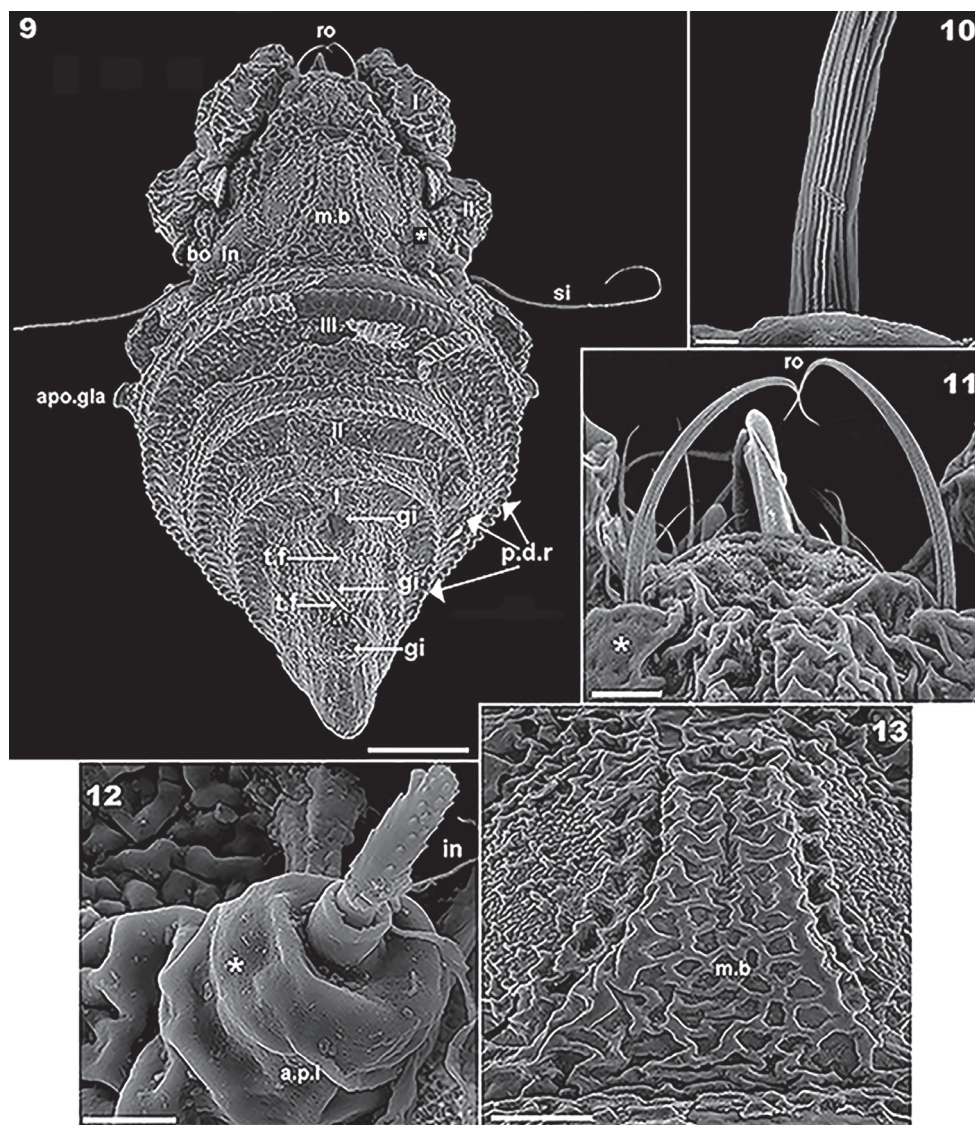 9
ro
I
II
m.b
*
bo
in
si
III
apo.gla
II
I
gi
p.d.r
t.f
gi
t.f
gi
10
ro
11
*
12
in
*
a.p.l
13
m.b